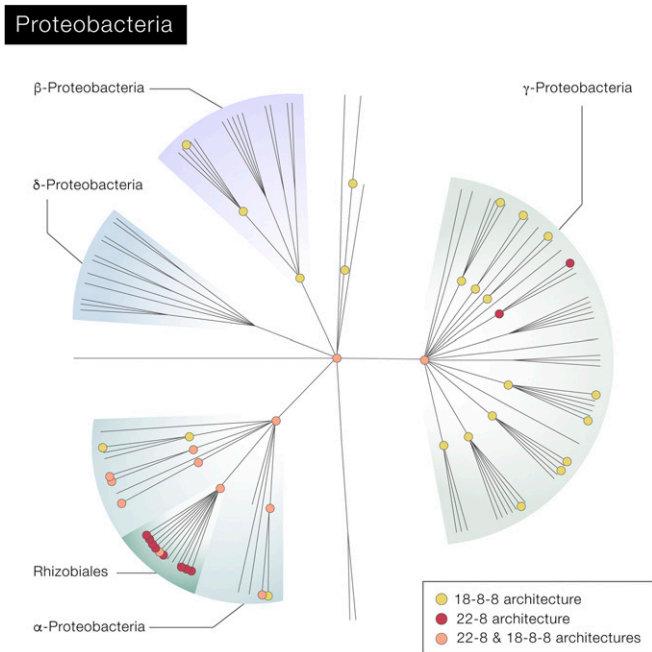 Proteobacteria
β-Proteobacteria
γ-Proteobacteria
δ-Proteobacteria
Rhizobiales
α-Proteobacteria
18-8-8 architecture
22-8 architecture
22-8 & 18-8-8 architectures